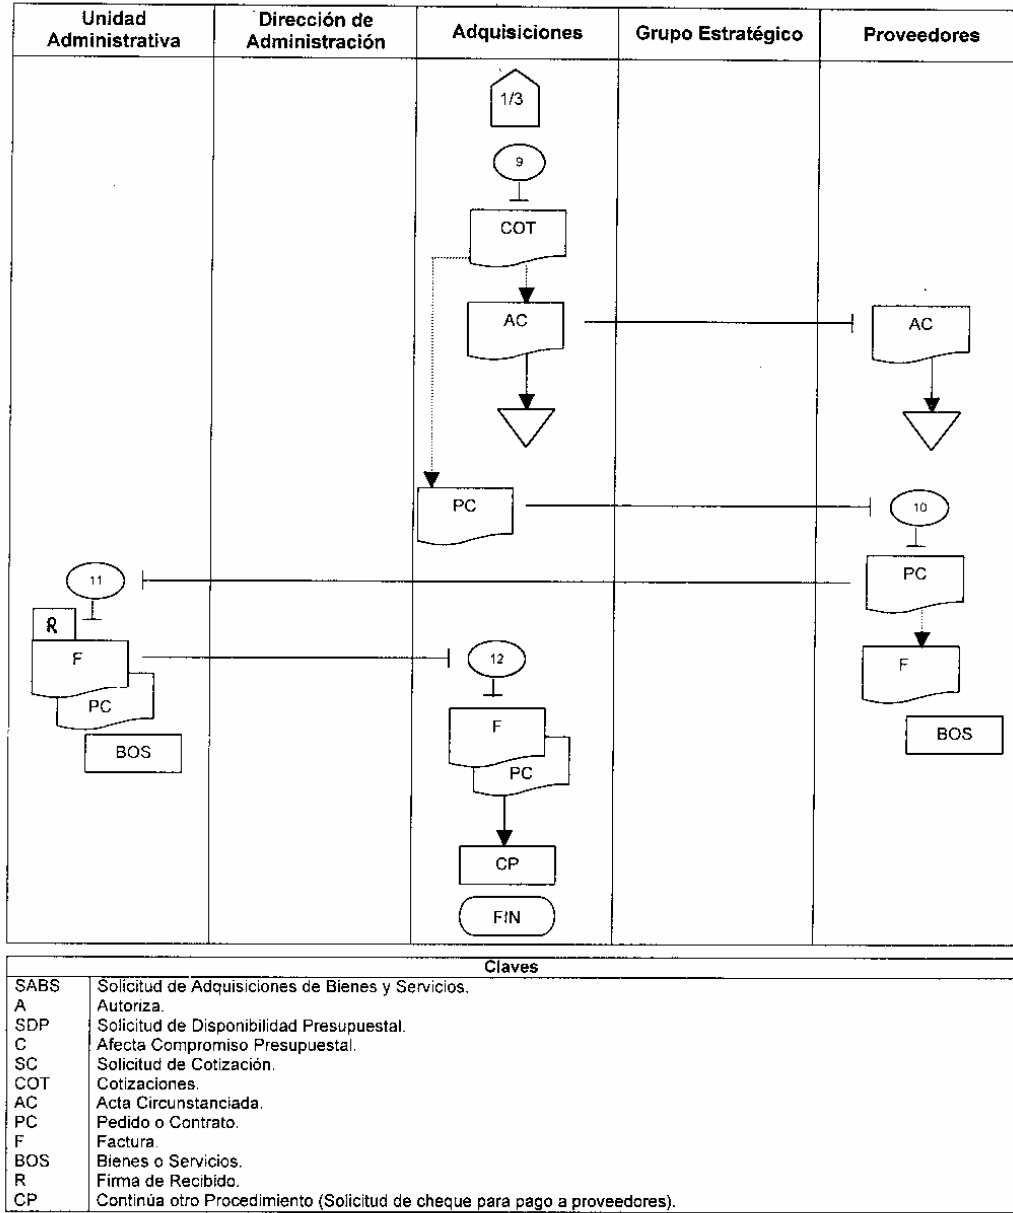 Unidad Administrativa
Dirección de Administración
Adquisiciones
Grupo Estratégico
Proveedores
1/3
9
COT
AC
AC
PC
10
11
PC
R
F
12
F
PC
F
BOS
BOS
PC
CP
FIN
Claves
SABS Solicitud de Adquisiciones de Bienes y Servicios.
A Autoriza.
SDP Solicitud de Disponibilidad Presupuestal.
C Afecta Compromiso Presupuestal.
SC Solicitud de Cotización.
COT Cotizaciones.
AC Acta Circunstanciada.
PC Pedido o Contrato.
F Factura.
BOS Bienes o Servicios.
R Firma de Recibido.
CP Continúa otro Procedimiento (Solicitud de cheque para pago a proveedores).